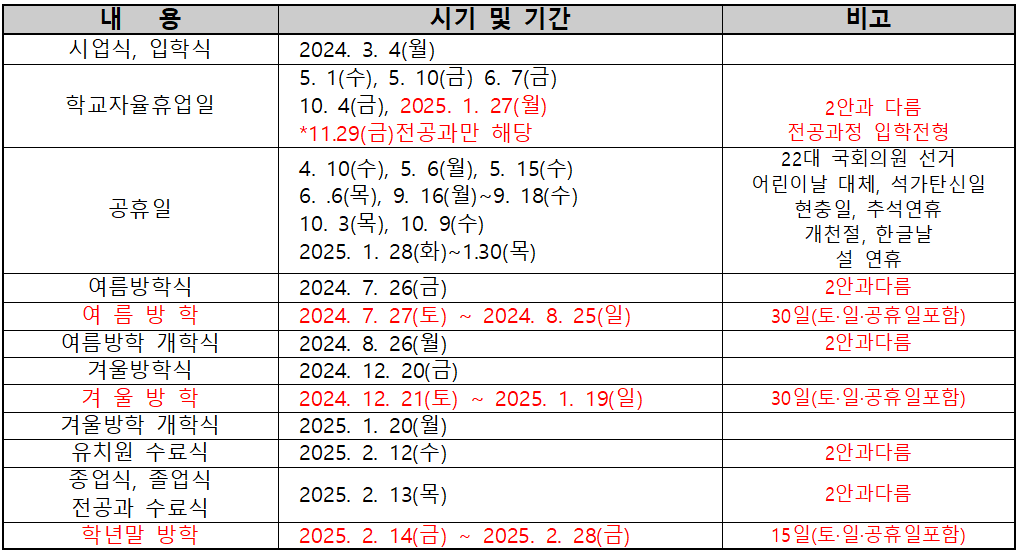 내 용 시기 및 기간 비고
시업식, 입학식 2024. 3. 4(월)
학교자율휴업일
5. 1(수), 5. 10(금) 6. 7(금)
10. 4(금), 2025. 1. 27(월)
*11.29(금)전공과만 해당
2안과 다름
전공과정 입학전형
공휴일
4. 10(수), 5. 6(월), 5. 15(수)
6. .6(목), 9. 16(월)~9. 18(수)
10. 3(목), 10. 9(수)
2025. 1. 28(화)~1.30(목)
22대 국회의원 선거
어린이날 대체, 석가탄신일
현충일, 추석연휴
개천절, 한글날
설 연휴
여름방학식 2024. 7. 26(금) 2안과다름
여 름 방 학 2024. 7. 27(토) ~ 2024. 8. 25(일) 30일(토·일·공휴일포함)
여름방학 개학식 2024. 8. 26(월) 2안과다름
겨울방학식 2024. 12. 20(금)
겨 울 방 학 2024. 12. 21(토) ~ 2025. 1. 19(일) 30일(토·일·공휴일포함)
겨울방학 개학식 2025. 1. 20(월)
유치원 수료식 2025. 2. 12(수) 2안과다름
종업식, 졸업식
전공과 수료식
2025. 2. 13(목) 2안과다름
학년말 방학 2025. 2. 14(금) ~ 2025. 2. 28(금) 15일(토·일·공휴일포함)